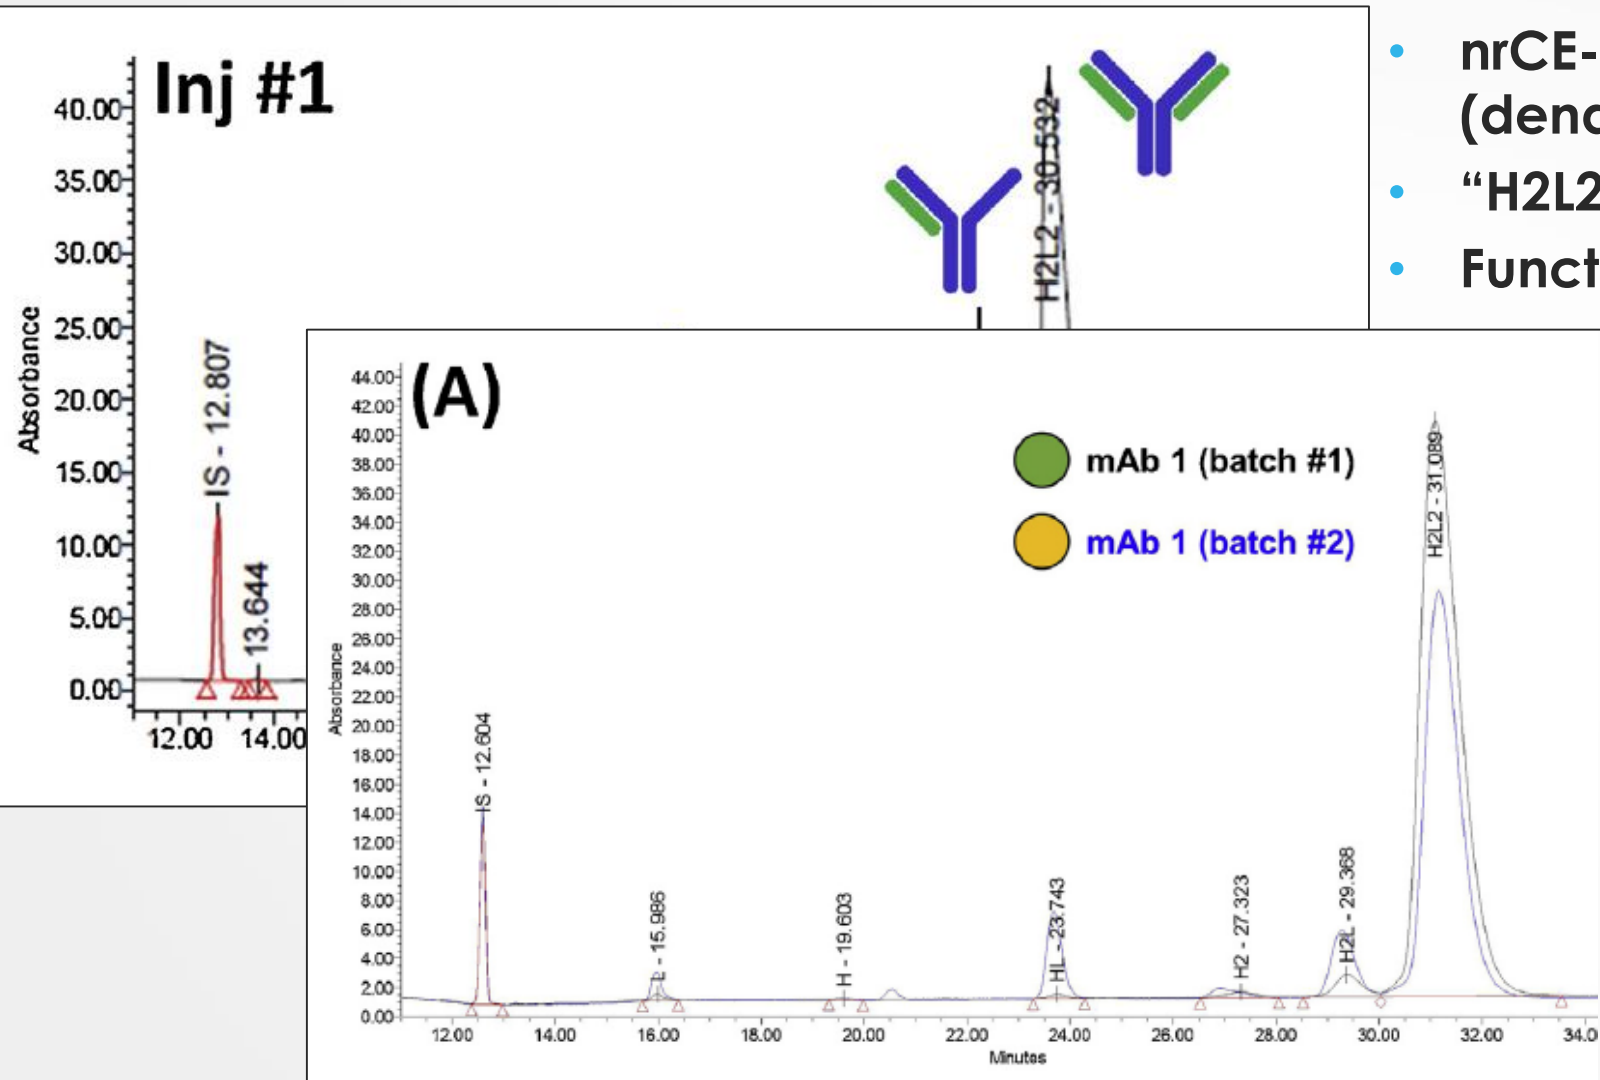 Inj #1
40.00
35.00
30.00
25.00
20.00
15.00
10.00
5.00
0.00
Absorbance
IS - 12.807
13.644
H2L2 - 30.532
12.00 14.00
• nrCE-
(dena
• “H2L2
• Funct
(A)
44.00
42.00
40.00
38.00
36.00
34.00
32.00
30.00
28.00
26.00
24.00
22.00
20.00
18.00
16.00
14.00
12.00
10.00
8.00
6.00
4.00
2.00
0.00
Absorbance
mAb 1 (batch #1)
mAb 1 (batch #2)
IS - 12.604
L - 15.986
H - 19.603
HL - 23.743
H2 - 27.323
H2L - 29.368
H2L2 - 31.089
12.00 14.00 16.00 18.00 20.00 22.00 24.00 26.00 28.00 30.00 32.00 34.0
Minutes